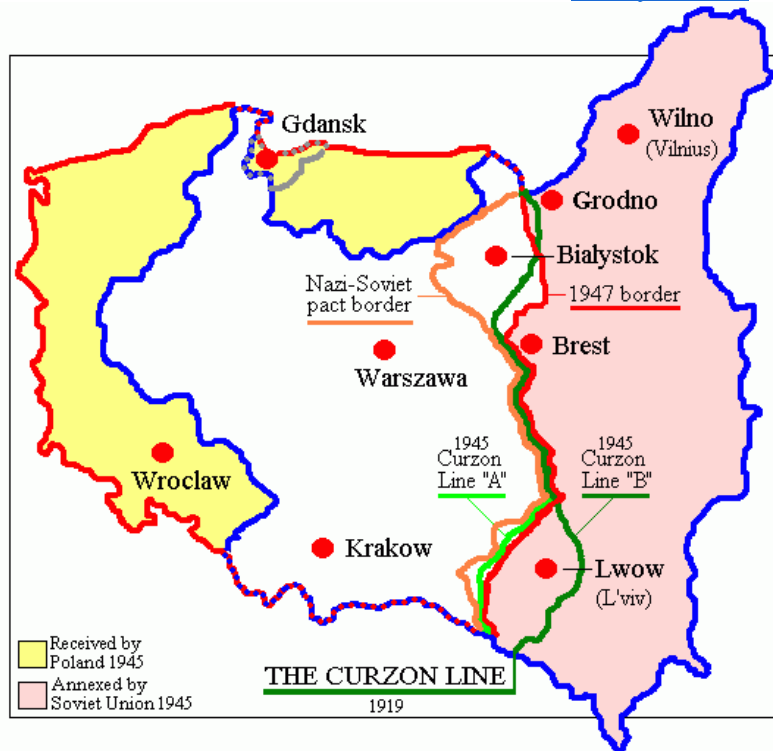 Wilno
(Vilnius)
Gdansk
Grodno
Bialystok
Nazi-Soviet
pact border
1947 border
Brest
Warszawa
1945
Curzon
Line "A"
1945
Curzon
Line "B"
Wroclaw
Krakow
Lwow
(L'viv)
Received by
Poland 1945
Annexed by
Soviet Union 1945
THE CURZON LINE
1919